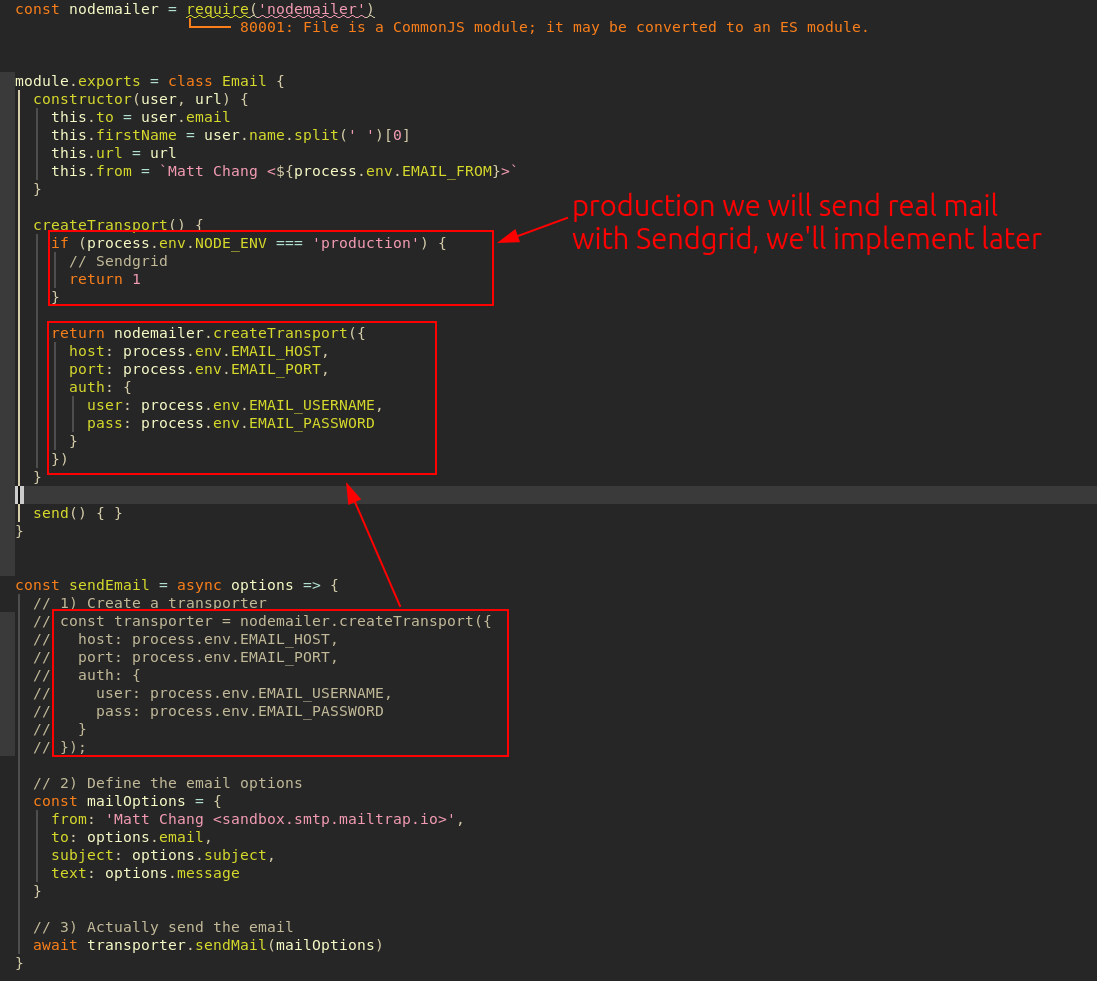 const nodemailer = require('nodemailer')
80001: File is a CommonJS module; it may be converted to an ES module.
module.exports = class Email {
constructor(user, url) {
this.to = user.email
this.firstName = user.name.split(' ')[0]
this.url = url
this.from = `Matt Chang <${process.env.EMAIL_FROM}>`
}
production we will send real mail
with Sendgrid, we'll implement later
createTransport() {
if (process.env.NODE_ENV === 'production') {
// Sendgrid
return 1
}
return nodemailer.createTransport({
host: process.env.EMAIL_HOST,
port: process.env.EMAIL_PORT,
auth: {
user: process.env.EMAIL_USERNAME,
pass: process.env.EMAIL_PASSWORD
}
})
}
send() { }
}
const sendEmail = async options => {
// 1) Create a transporter
// const transporter = nodemailer.createTransport({
//   host: process.env.EMAIL_HOST,
//   port: process.env.EMAIL_PORT,
//   auth: {
//     user: process.env.EMAIL_USERNAME,
//     pass: process.env.EMAIL_PASSWORD
//   }
// });
// 2) Define the email options
const mailOptions = {
from: 'Matt Chang <sandbox.smtp.mailtrap.io>',
to: options.email,
subject: options.subject,
text: options.message
}
// 3) Actually send the email
await transporter.sendMail(mailOptions)
}